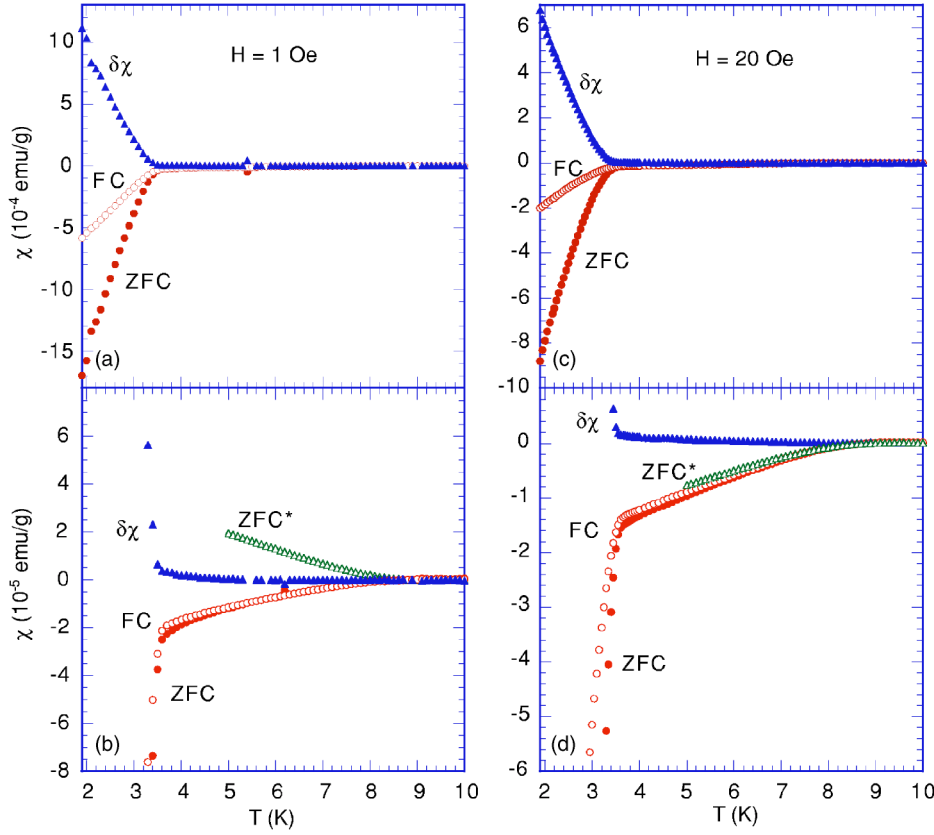 10
5
0
-5
-10
-15
χ (10⁻⁴ emu/g)
δχ
H = 1 Oe
FC
ZFC
(a)
6
4
2
0
-2
-4
-6
-8
-10
δχ
H = 20 Oe
FC
ZFC
(c)
6
4
2
0
-2
-4
-6
-8
χ (10⁻⁵ emu/g)
δχ
ZFC*
FC
ZFC
(b)
2 3 4 5 6 7 8 9 10
T (K)
0
-1
-2
-3
-4
-5
-6
δχ
ZFC*
FC
ZFC
(d)
2 3 4 5 6 7 8 9 10
T (K)